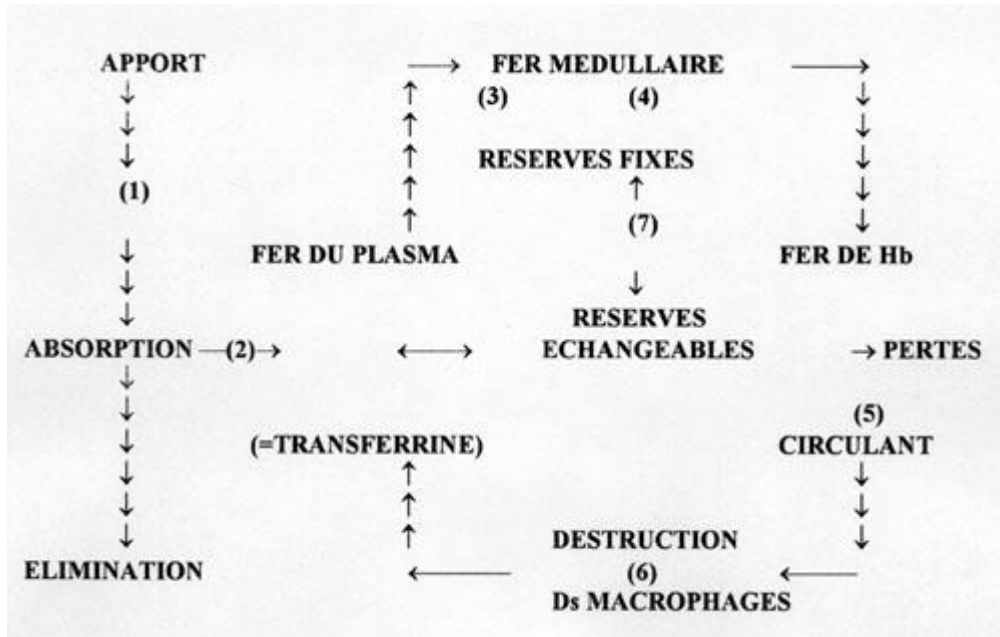 APPORT FER MEDULLAIRE
(3) (4)
RESERVES FIXES
(1)
(7)
FER DU PLASMA FER DE Hb
RESERVES
ABSORPTION (2) ECHANGEABLES PERTES
(5)
(=TRANSFERRINE) CIRCULANT
DESTRUCTION
ELIMINATION (6)
Ds MACROPHAGES